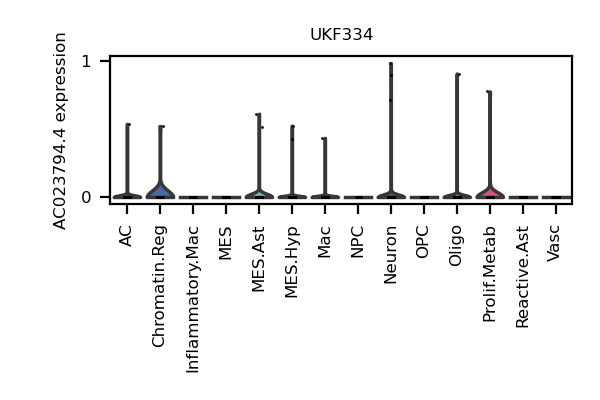 UKF334
AC023794.4 expression
1
0
AC
Chromatin.Reg
Inflammatory.Mac
MES
MES.Ast
MES.Hyp
Mac
NPC
Neuron
OPC
Oligo
Prolif.Metab
Reactive.Ast
Vasc